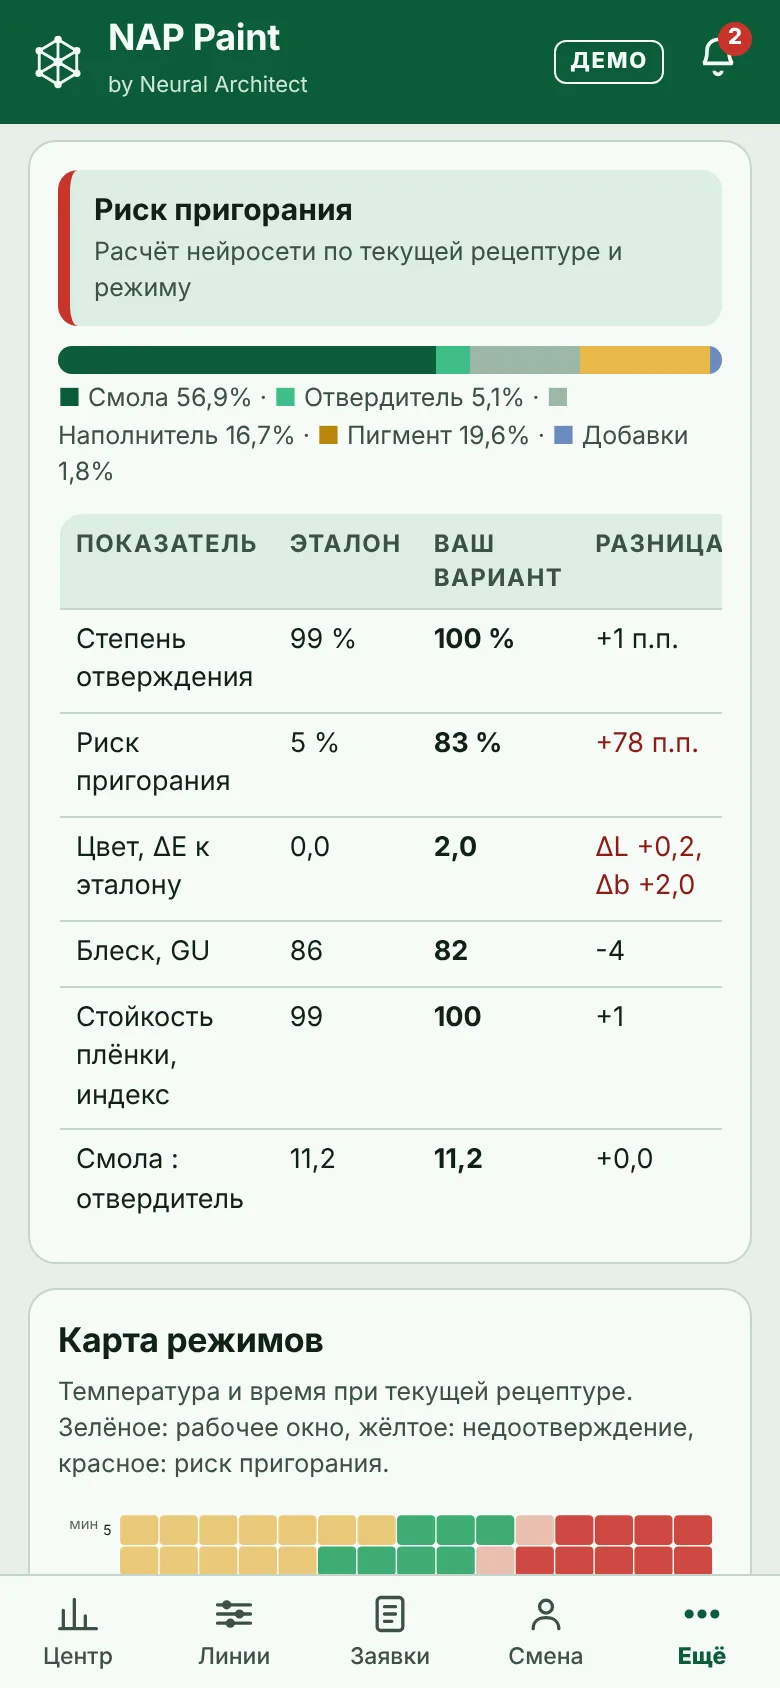 NAP Paint
by Neural Architect
ДЕМО
2
Риск пригорания
Расчёт нейросети по текущей рецептуре и
режиму
Смола 56,9% · Отвердитель 5,1% ·
Наполнитель 16,7% · Пигмент 19,6% · Добавки
1,8%
ПОКАЗАТЕЛЬ ЭТАЛОН ВАШ ВАРИАНТ РАЗНИЦА
Степень отверждения 99 % 100 % +1 п.п.
Риск пригорания 5 % 83 % +78 п.п.
Цвет, ΔE к эталону 0,0 2,0 ΔL +0,2, Δb +2,0
Блеск, GU 86 82 -4
Стойкость плёнки, индекс 99 100 +1
Смола : отвердитель 11,2 11,2 +0,0
Карта режимов
Температура и время при текущей рецептуре.
Зелёное: рабочее окно, жёлтое: недоотверждение,
красное: риск пригорания.
мин 5
Центр Линии Заявки Смена Ещё